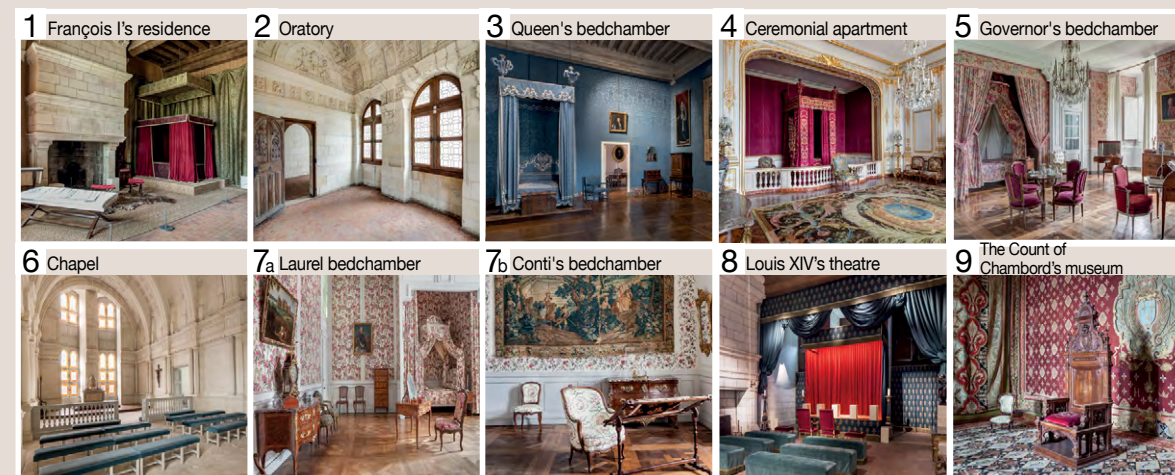 1 François I's residence
2 Oratory
3 Queen's bedchamber
4 Ceremonial apartment
5 Governor's bedchamber
6 Chapel
7a Laurel bedchamber
7b Conti's bedchamber
8 Louis XIV's theatre
9 The Count of
Chambord's museum